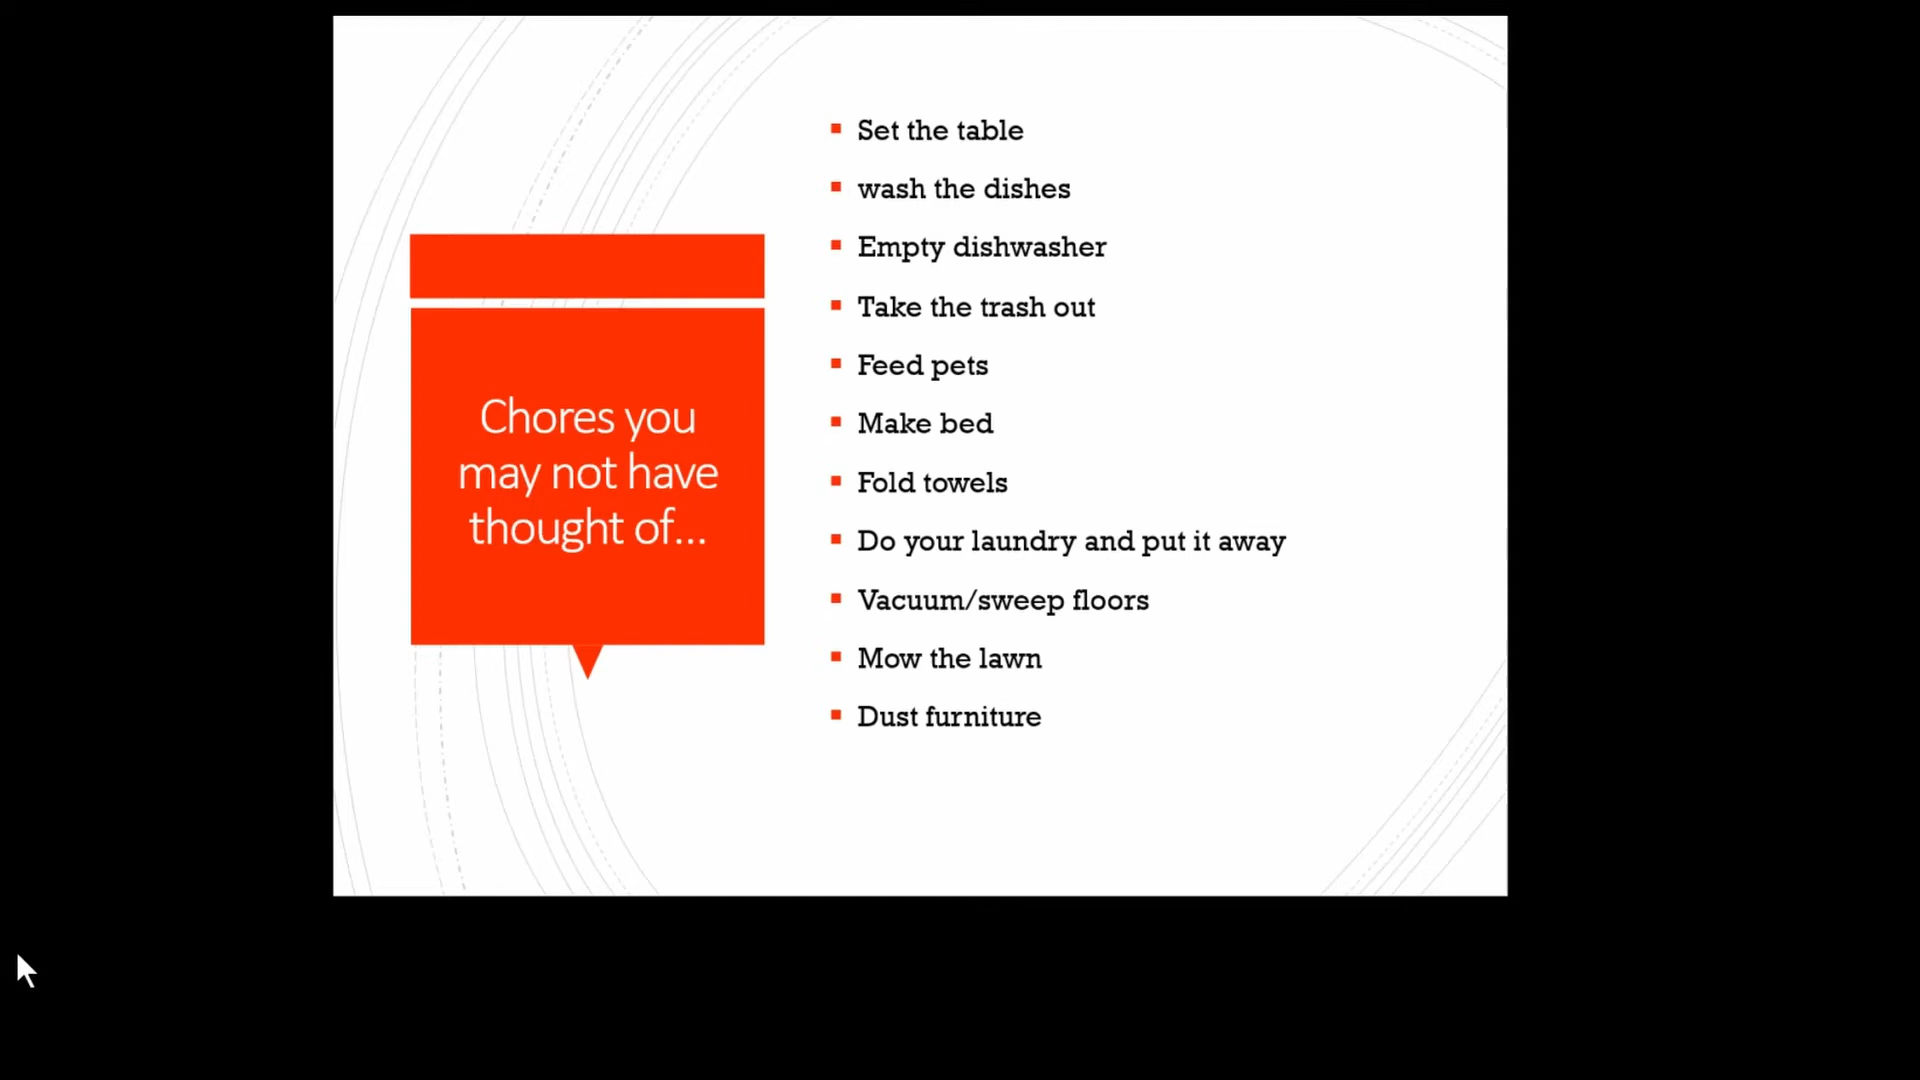 Chores you
may not have
thought of...
Set the table
wash the dishes
Empty dishwasher
Take the trash out
Feed pets
Make bed
Fold towels
Do your laundry and put it away
Vacuum/sweep floors
Mow the lawn
Dust furniture